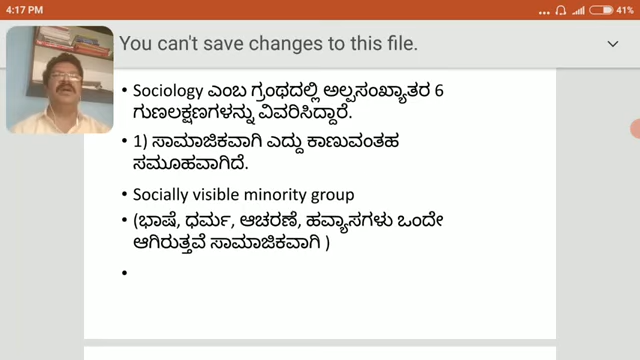 4:17 PM
41%
You can't save changes to this file.
• Sociology ಎಂಬ ಗ್ರಂಥದಲ್ಲಿ ಅಲ್ಪಸಂಖ್ಯಾತರ 6
ಗುಣಲಕ್ಷಣಗಳನ್ನು ವಿವರಿಸಿದ್ದಾರೆ.
• 1) ಸಾಮಾಜಿಕವಾಗಿ ಎದ್ದು ಕಾಣುವಂತಹ
ಸಮೂಹವಾಗಿದೆ.
• Socially visible minority group
• (ಭಾಷೆ, ಧರ್ಮ, ಆಚರಣೆ, ಹವ್ಯಾಸಗಳು ಒಂದೇ
ಆಗಿರುತ್ತವೆ ಸಾಮಾಜಿಕವಾಗಿ )
•